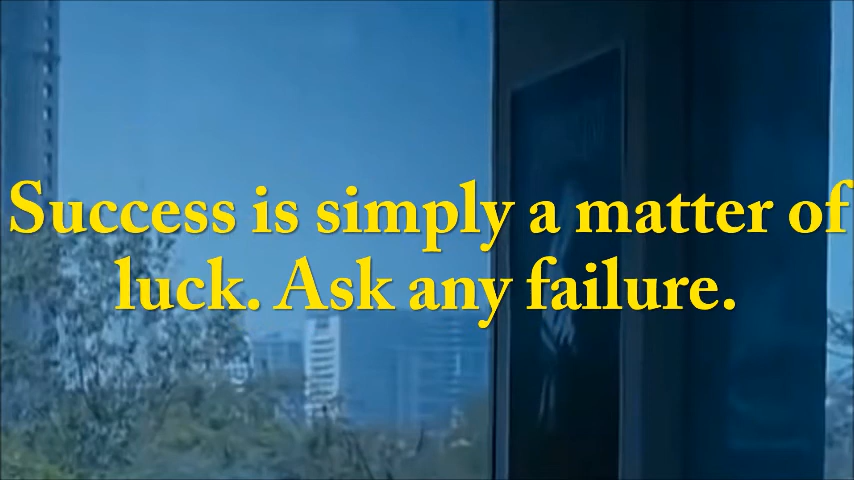 Success is simply a matter of
luck. Ask any failure.